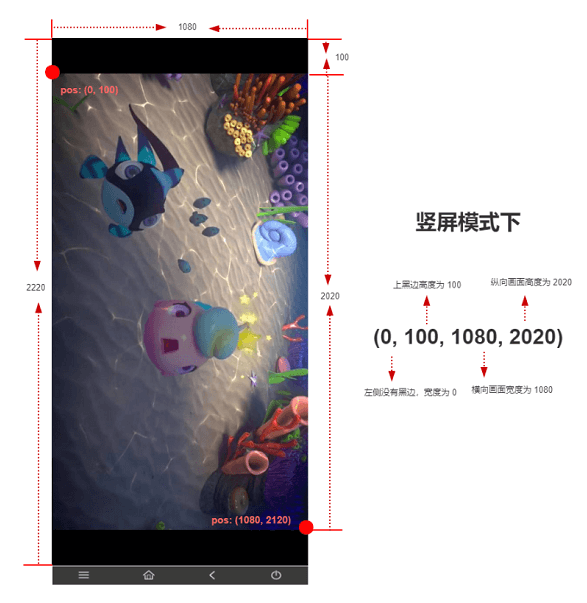 1080
100
pos: (0, 100)
竖屏模式下
2220
2020
上黑边高度为 100
纵向画面高度为 2020
(0, 100, 1080, 2020)
左侧没有黑边，宽度为 0
横向画面宽度为 1080
pos: (1080, 2120)